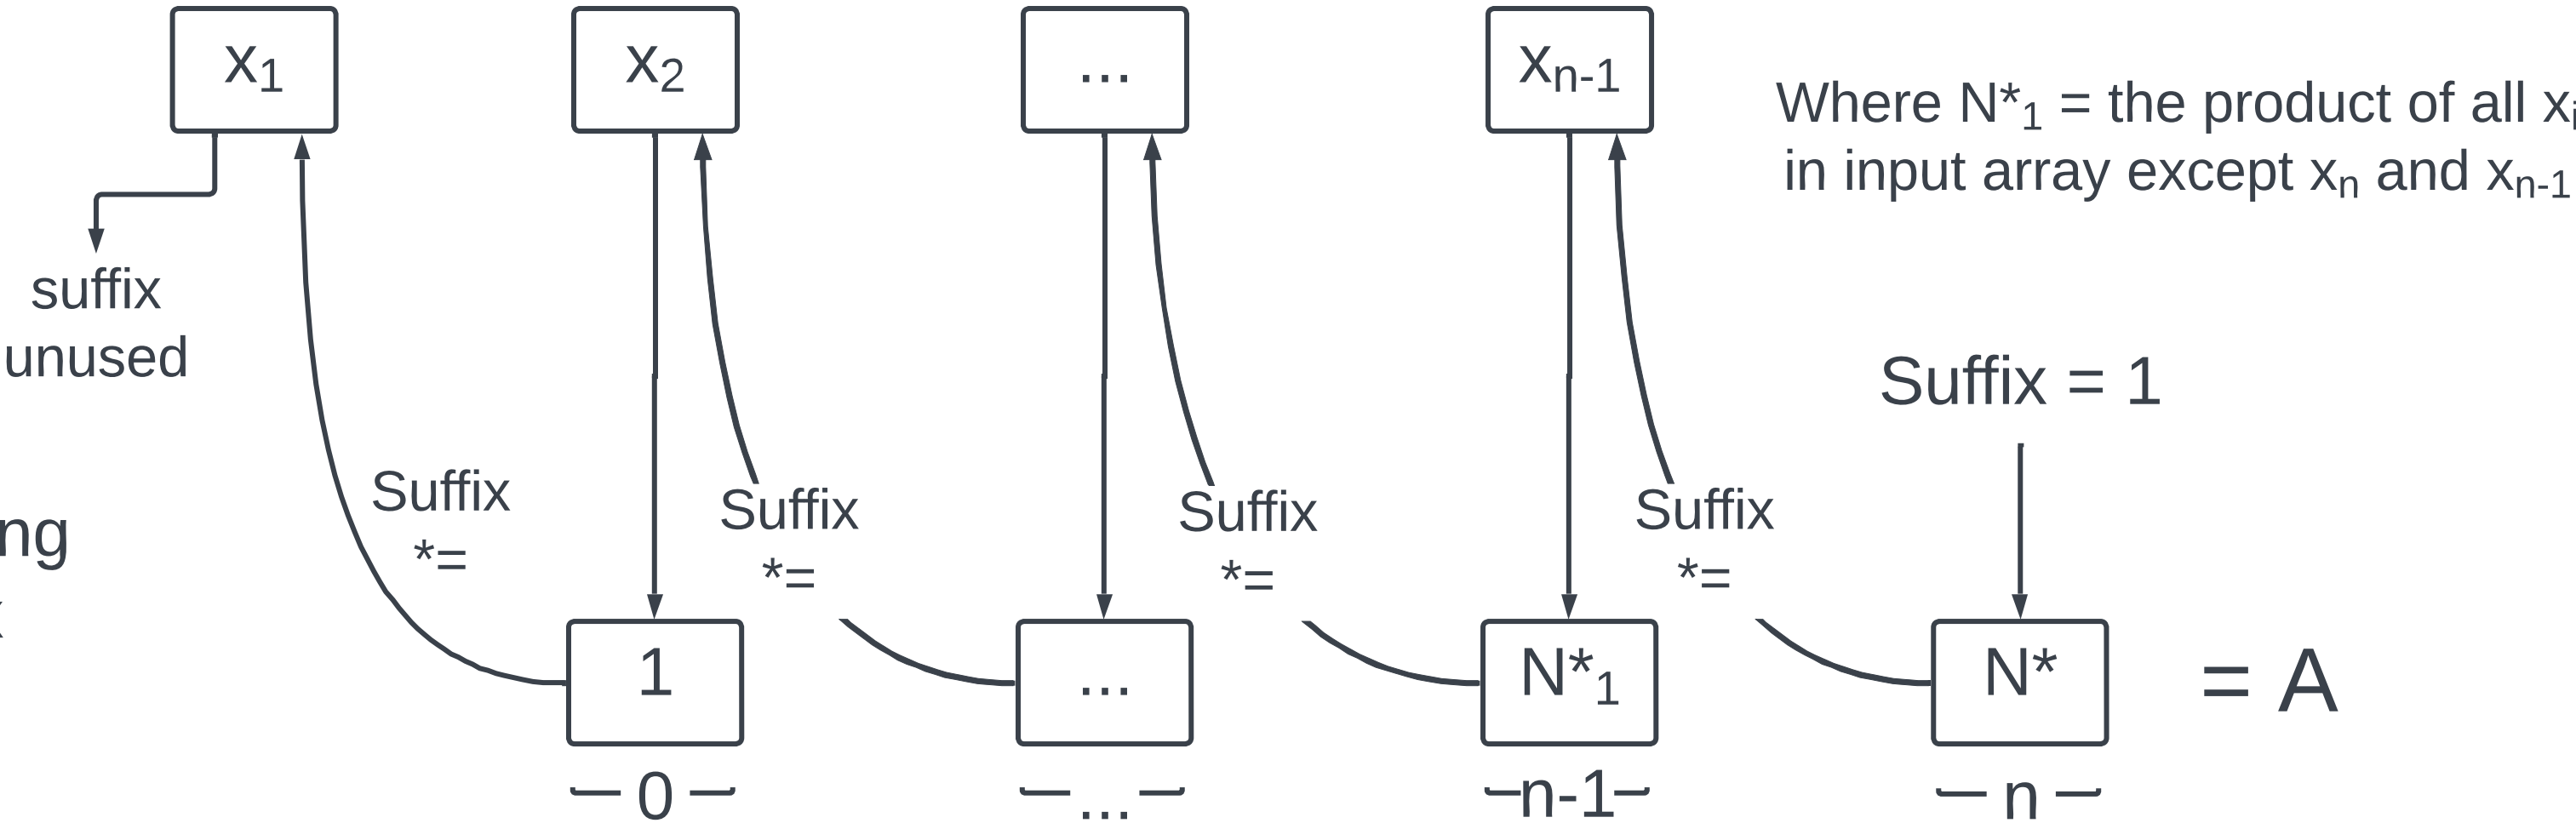 x₁
x₂
...
xₙ₋₁
Where N*₁ = the product of all xᵢ
in input array except xₙ and xₙ₋₁
suffix
unused
Suffix = 1
Suffix
*=
Suffix
*=
Suffix
*=
Suffix
*=
ng
1
...
N*₁
N*
= A
0
...
n-1
n